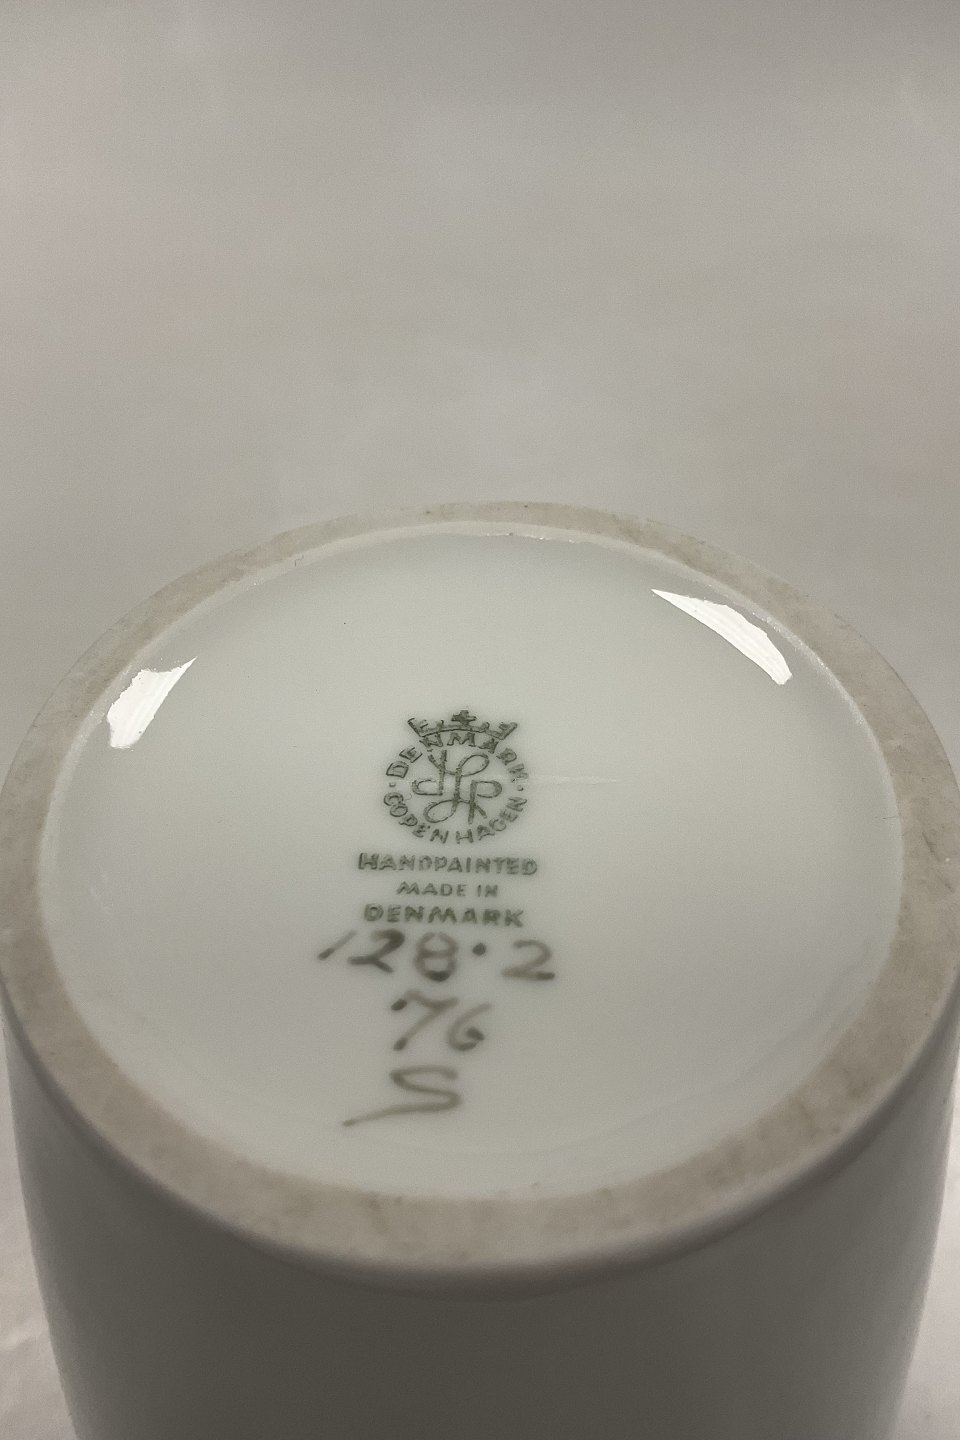 DENMARK
COPENHAGEN
HANDPAINTED
MADE IN
DENMARK
128·2
76
S